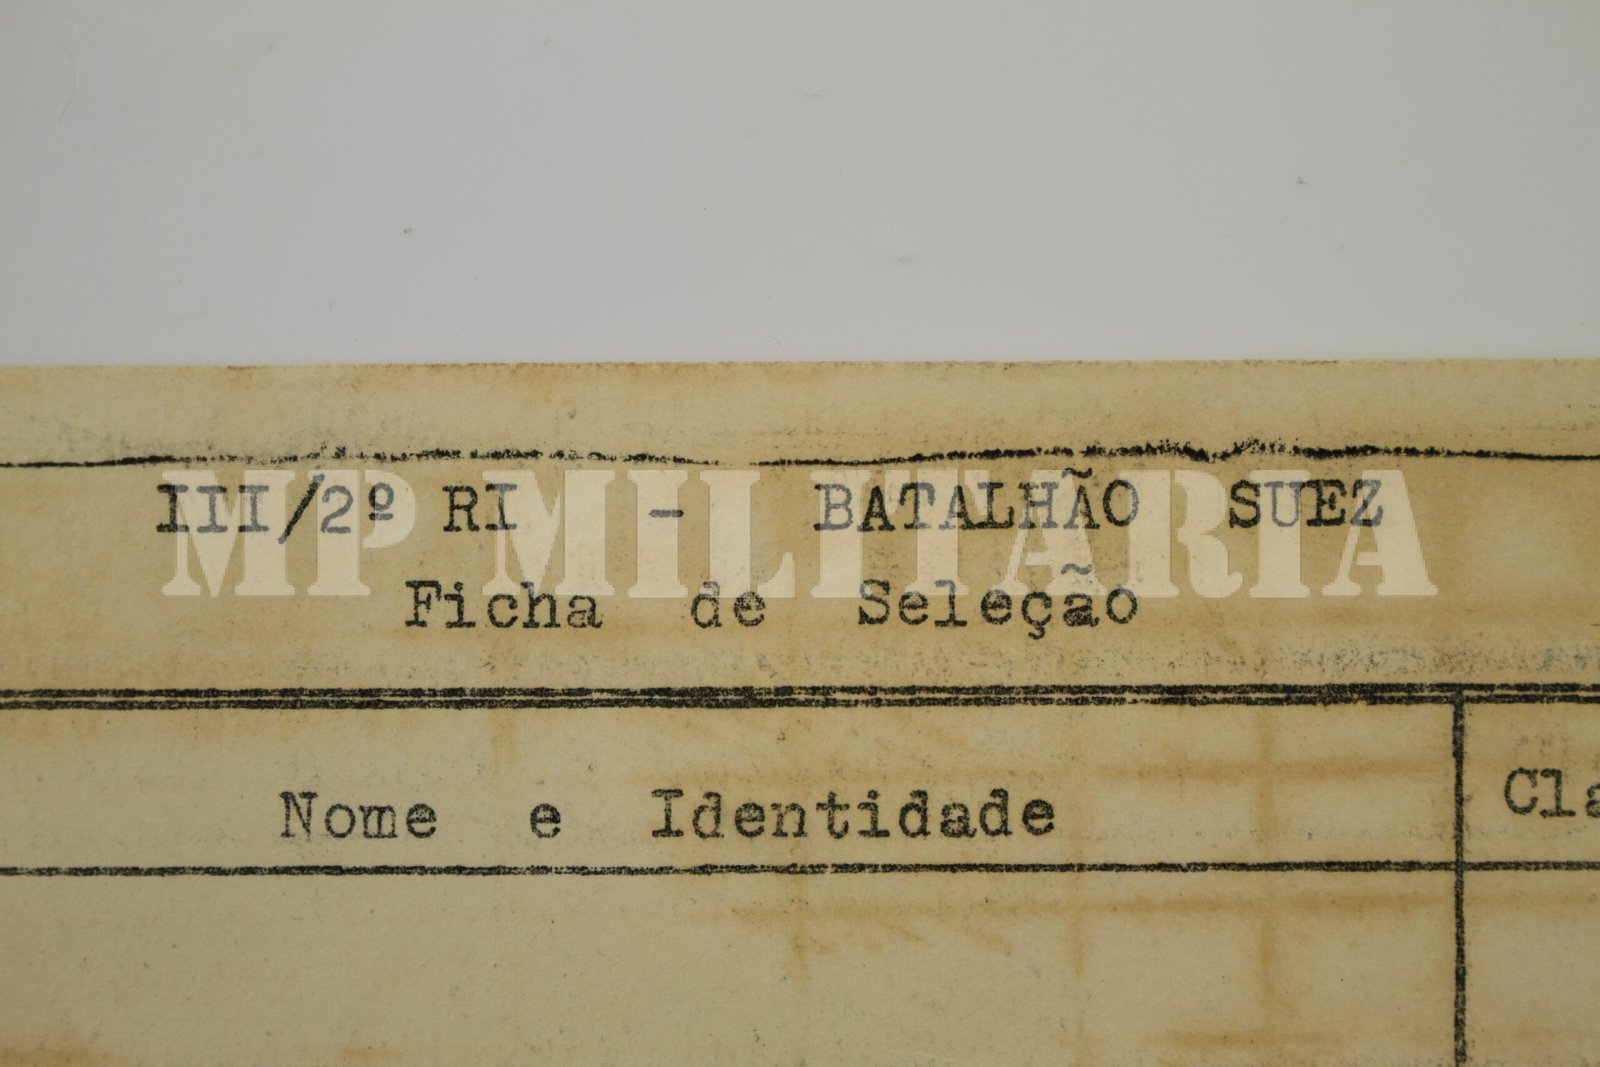 III/2º RI - BATALHÃO SUEZ
MP MILITARIA
Ficha de Seleção
Nome e Identidade
Cla